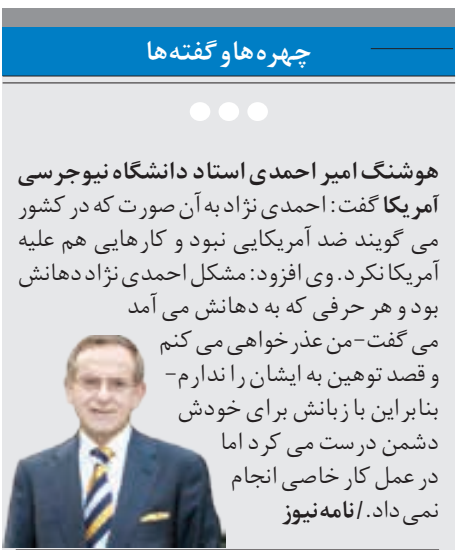 چهره‌ها و گفته‌ها
هوشنگ امیر احمدی استاد دانشگاه نیوجرسی
آمریکا گفت: احمدی نژاد به آن صورت که در کشور
می گویند ضد آمریکایی نبود و کارهایی هم علیه
آمریکا نکرد. وی افزود: مشکل احمدی نژاد دهانش
بود و هر حرفی که به دهانش می آمد
می گفت-من عذرخواهی می کنم
و قصد توهین به ایشان را ندارم-
بنابراین با زبانش برای خودش
دشمن درست می کرد اما
در عمل کار خاصی انجام
نمی داد./نامه‌نیوز